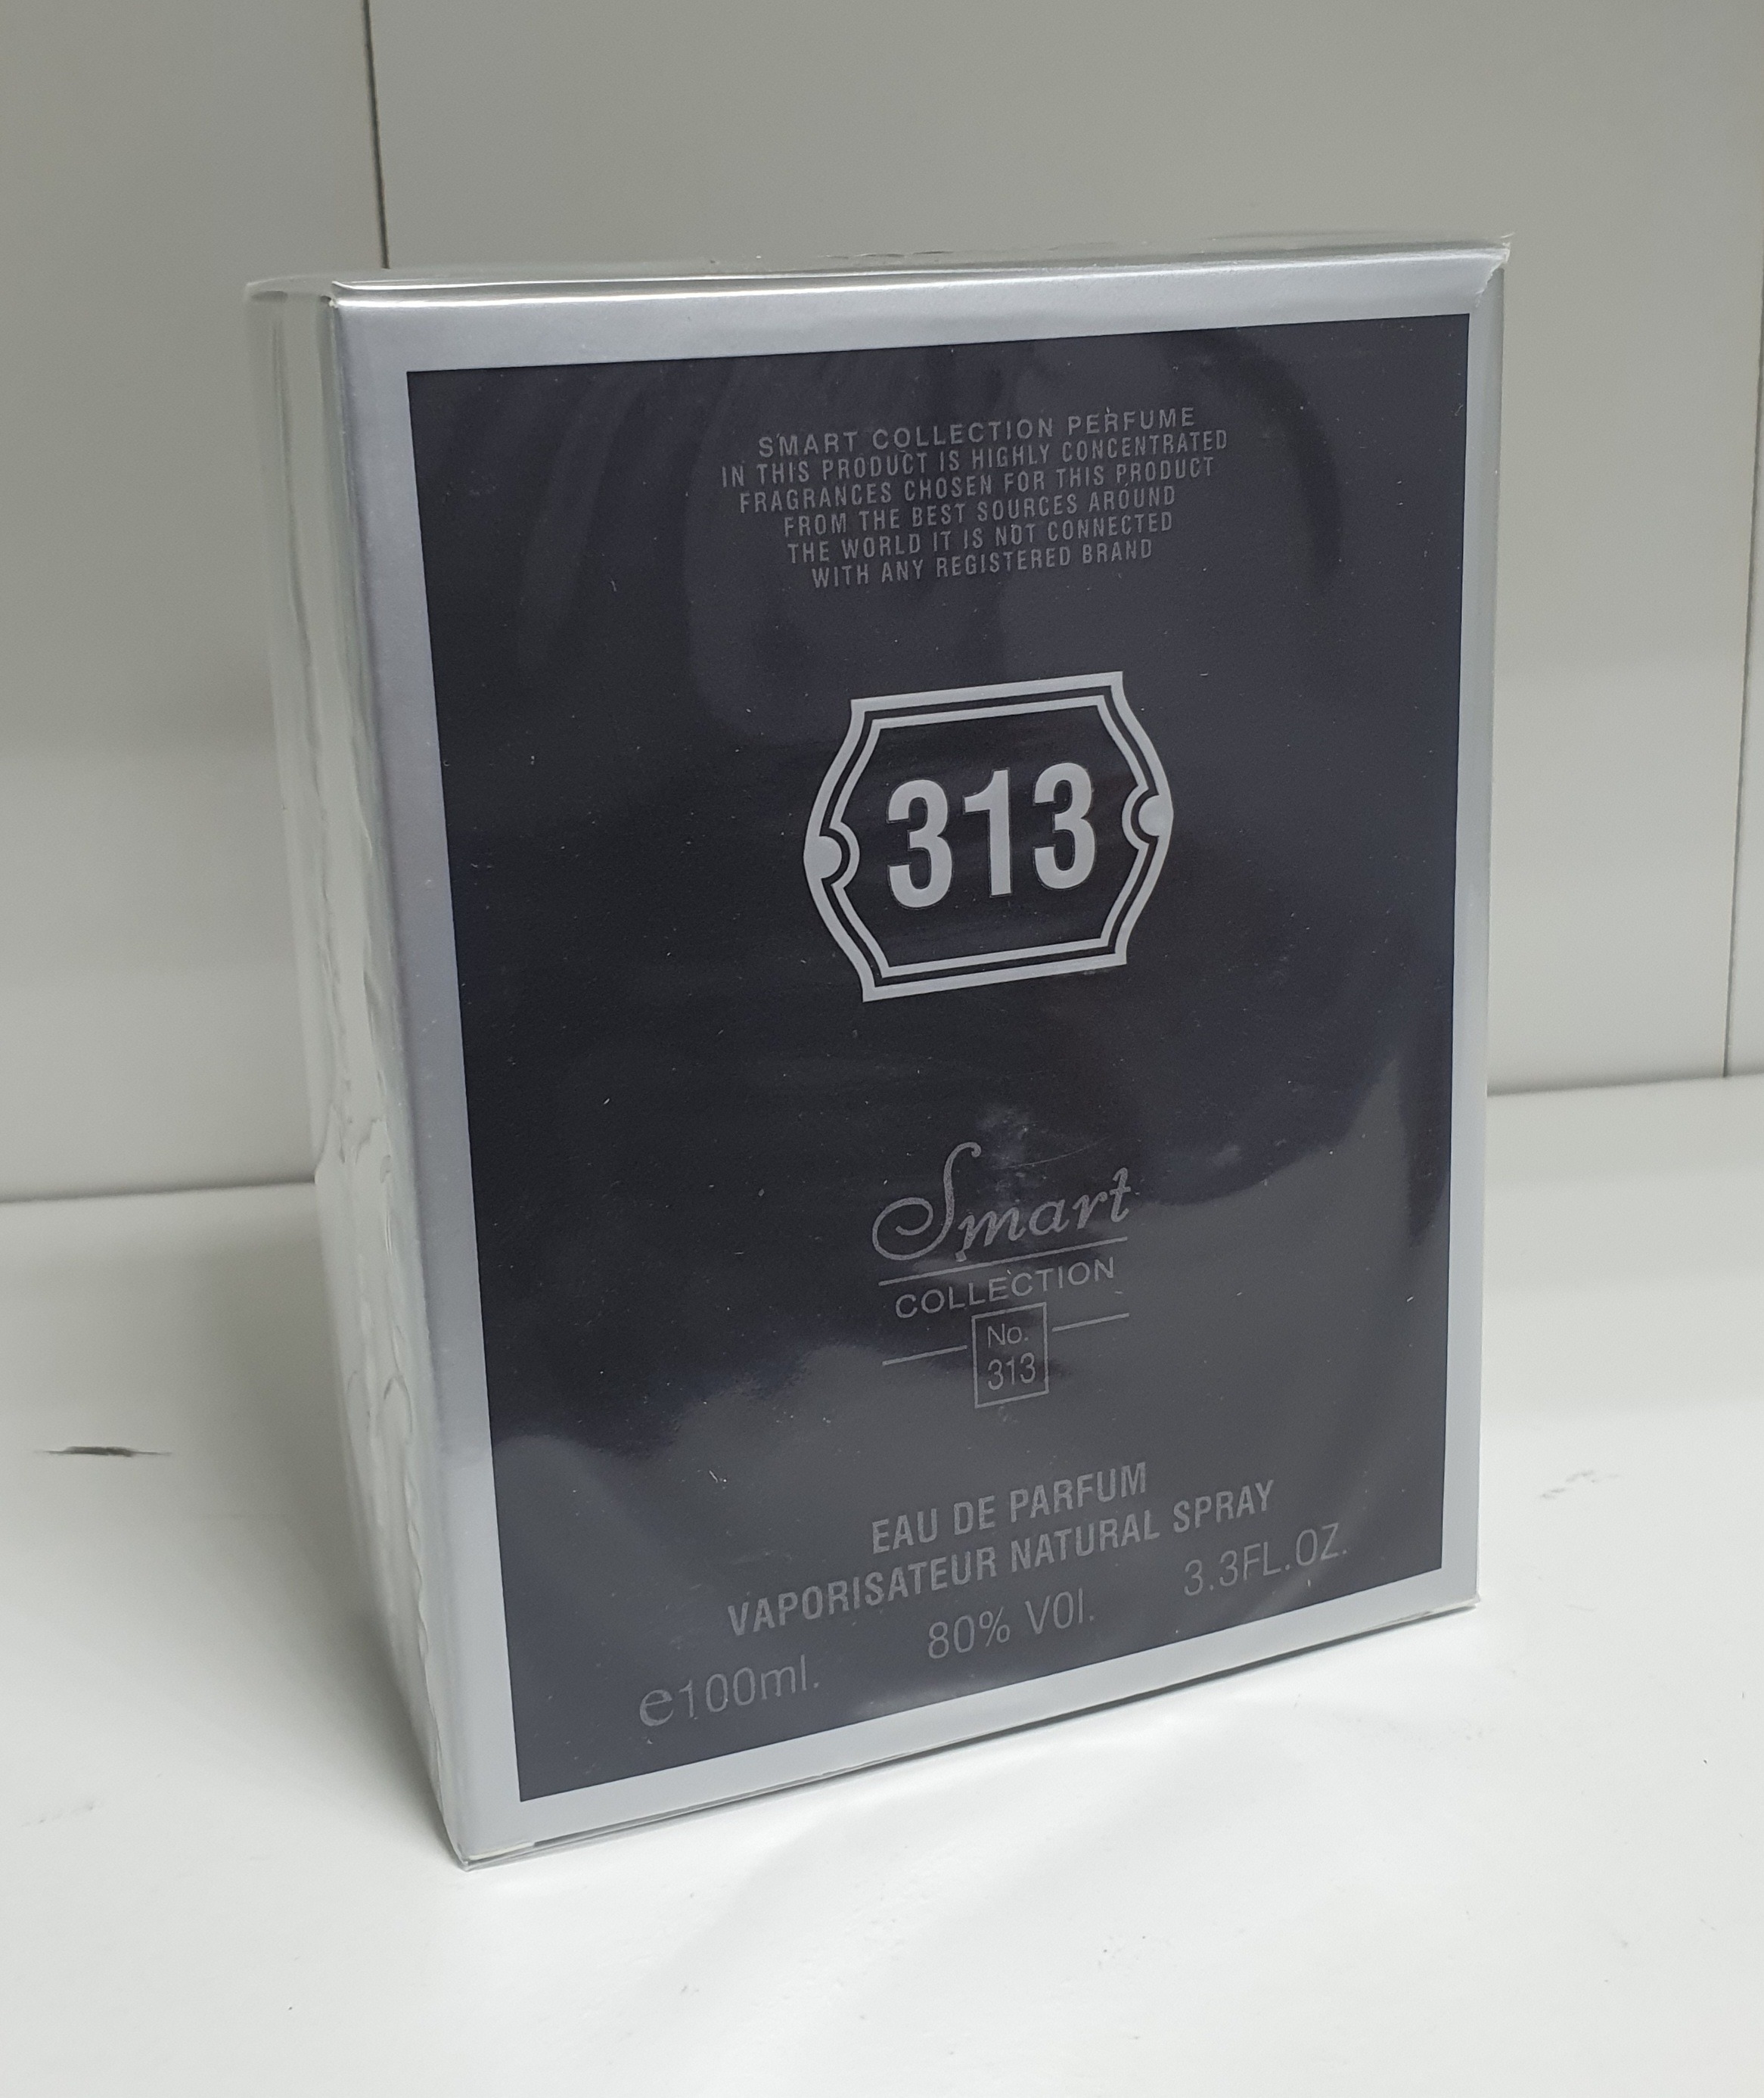 SMART COLLECTION PERFUME
IN THIS PRODUCT IS HIGHLY CONCENTRATED
FRAGRANCES CHOSEN FOR THIS PRODUCT
FROM THE BEST SOURCES AROUND
THE WORLD IT IS NOT CONNECTED
WITH ANY REGISTERED BRAND
313
Smart
COLLECTION
No.
313
EAU DE PARFUM
VAPORISATEUR NATURAL SPRAY
e100ml. 80% VOl. 3.3FL.OZ.